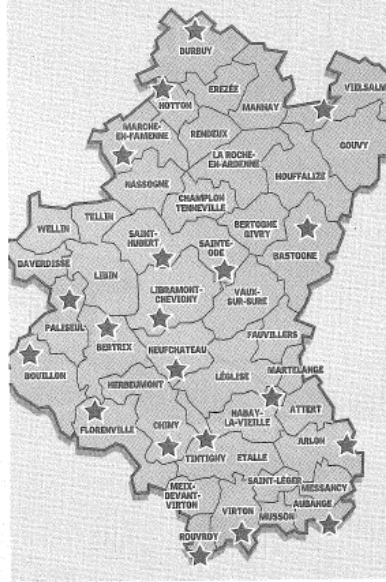 DURBUY
EREZÉE
VIELSALM
HOTTON
MANHAY
MARCHE-
EN-FAMENNE
RENDEUX
GOUVY
LA ROCHE-
EN-ARDENNE
HOUFFALIZE
NASSOGNE
CHAMPLON
TENNEVILLE
TELLIN
WELLIN
BERTOGNE
GIVRY
SAINT-
HUBERT
SAINTE-
ODE
BASTOGNE
DAVERDISSE
LIBIN
LIBRAMONT-
CHEVIGNY
VAUX-
SUR-SURE
PALISEUL
BERTRIX
FAUVILLERS
NEUFCHATEAU
BOUILLON
HERBEUMONT
LÉGLISE
MARTELANGE
FLORENVILLE
CHINY
HABAY-
LA-VIEILLE
ATTERT
ARLON
TINTIGNY
ETALLE
SAINT-LÉGER
MESSANCY
MEIX-
DEVANT-
VIRTON
VIRTON
MUSSON
AUBANGE
ROUVROY